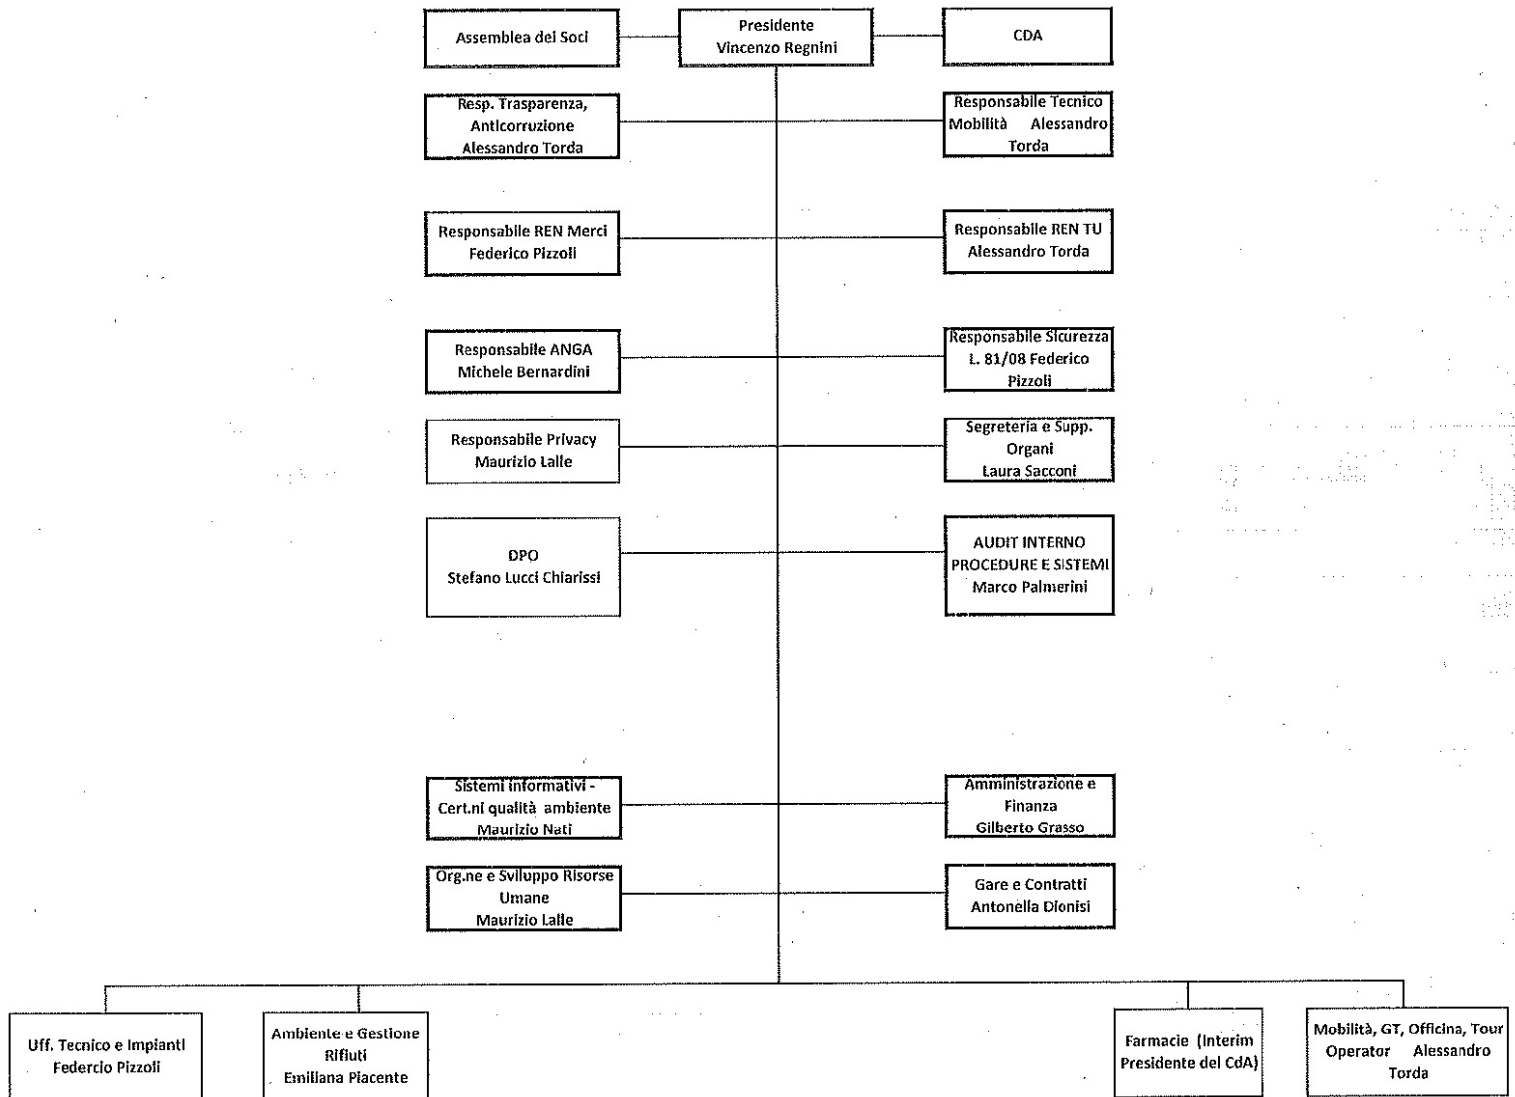 Assemblea dei Soci
Presidente
Vincenzo Regnini
CDA
Resp. Trasparenza,
Anticorruzione
Alessandro Torda
Responsabile Tecnico
Mobilità Alessandro
Torda
Responsabile REN Merci
Federico Pizzoli
Responsabile REN TU
Alessandro Torda
Responsabile ANGA
Michele Bernardini
Responsabile Sicurezza
L. 81/08 Federico
Pizzoli
Responsabile Privacy
Maurizio Lalle
Segreteria e Supp.
Organi
Laura Sacconi
DPO
Stefano Lucci Chiarissi
AUDIT INTERNO
PROCEDURE E SISTEMI
Marco Palmerini
Sistemi informativi -
Cert.ni qualità ambiente
Maurizio Nati
Amministrazione e
Finanza
Gilberto Grasso
Org.ne e Sviluppo Risorse
Umane
Maurizio Lalle
Gare e Contratti
Antonella Dionisi
Uff. Tecnico e Impianti
Federcio Pizzoli
Ambiente e Gestione
Rifiuti
Emiliana Piacente
Farmacie (Interim
Presidente del CdA)
Mobilità, GT, Officina, Tour
Operator Alessandro
Torda